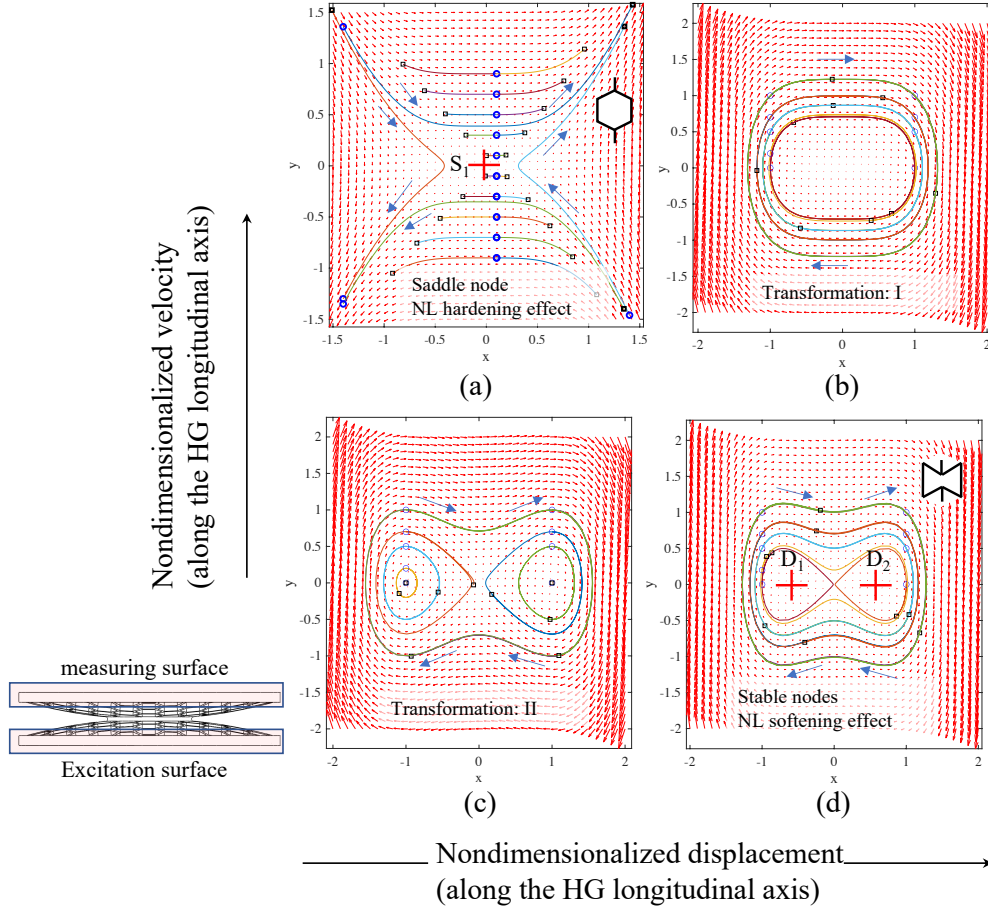 1.5
1
0.5
0
-0.5
-1
-1.5
y
-1.5
-1
-0.5
0
0.5
1
1.5
x
S1
Saddle node
NL hardening effect
(a)
2
1.5
1
0.5
0
-0.5
-1
-1.5
-2
y
-2
-1
0
1
2
x
Transformation: I
(b)
Nondimensionalized velocity
(along the HG longitudinal axis)
2
1.5
1
0.5
0
-0.5
-1
-1.5
-2
y
-2
-1
0
1
2
x
Transformation: II
(c)
2
1.5
1
0.5
0
-0.5
-1
-1.5
-2
y
-2
-1
0
1
2
x
D1
D2
Stable nodes
NL softening effect
(d)
measuring surface
Excitation surface
Nondimensionalized displacement
(along the HG longitudinal axis)